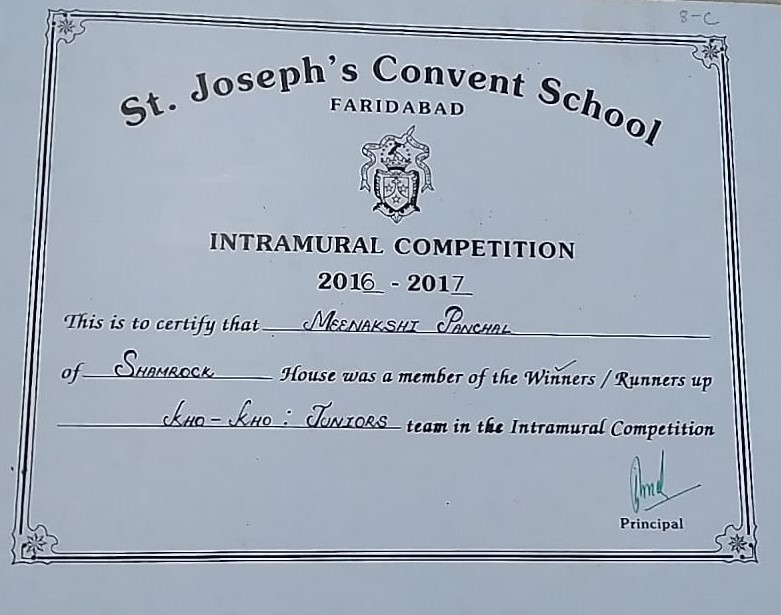 8-C
St. Joseph's Convent School
FARIDABAD
INTRAMURAL COMPETITION
2016 - 2017
This is to certify that MEENAKSHI PANCHAL
of SHAMROCK House was a member of the Winners / Runners up
KHO-KHO : JUNIORS team in the Intramural Competition
Principal